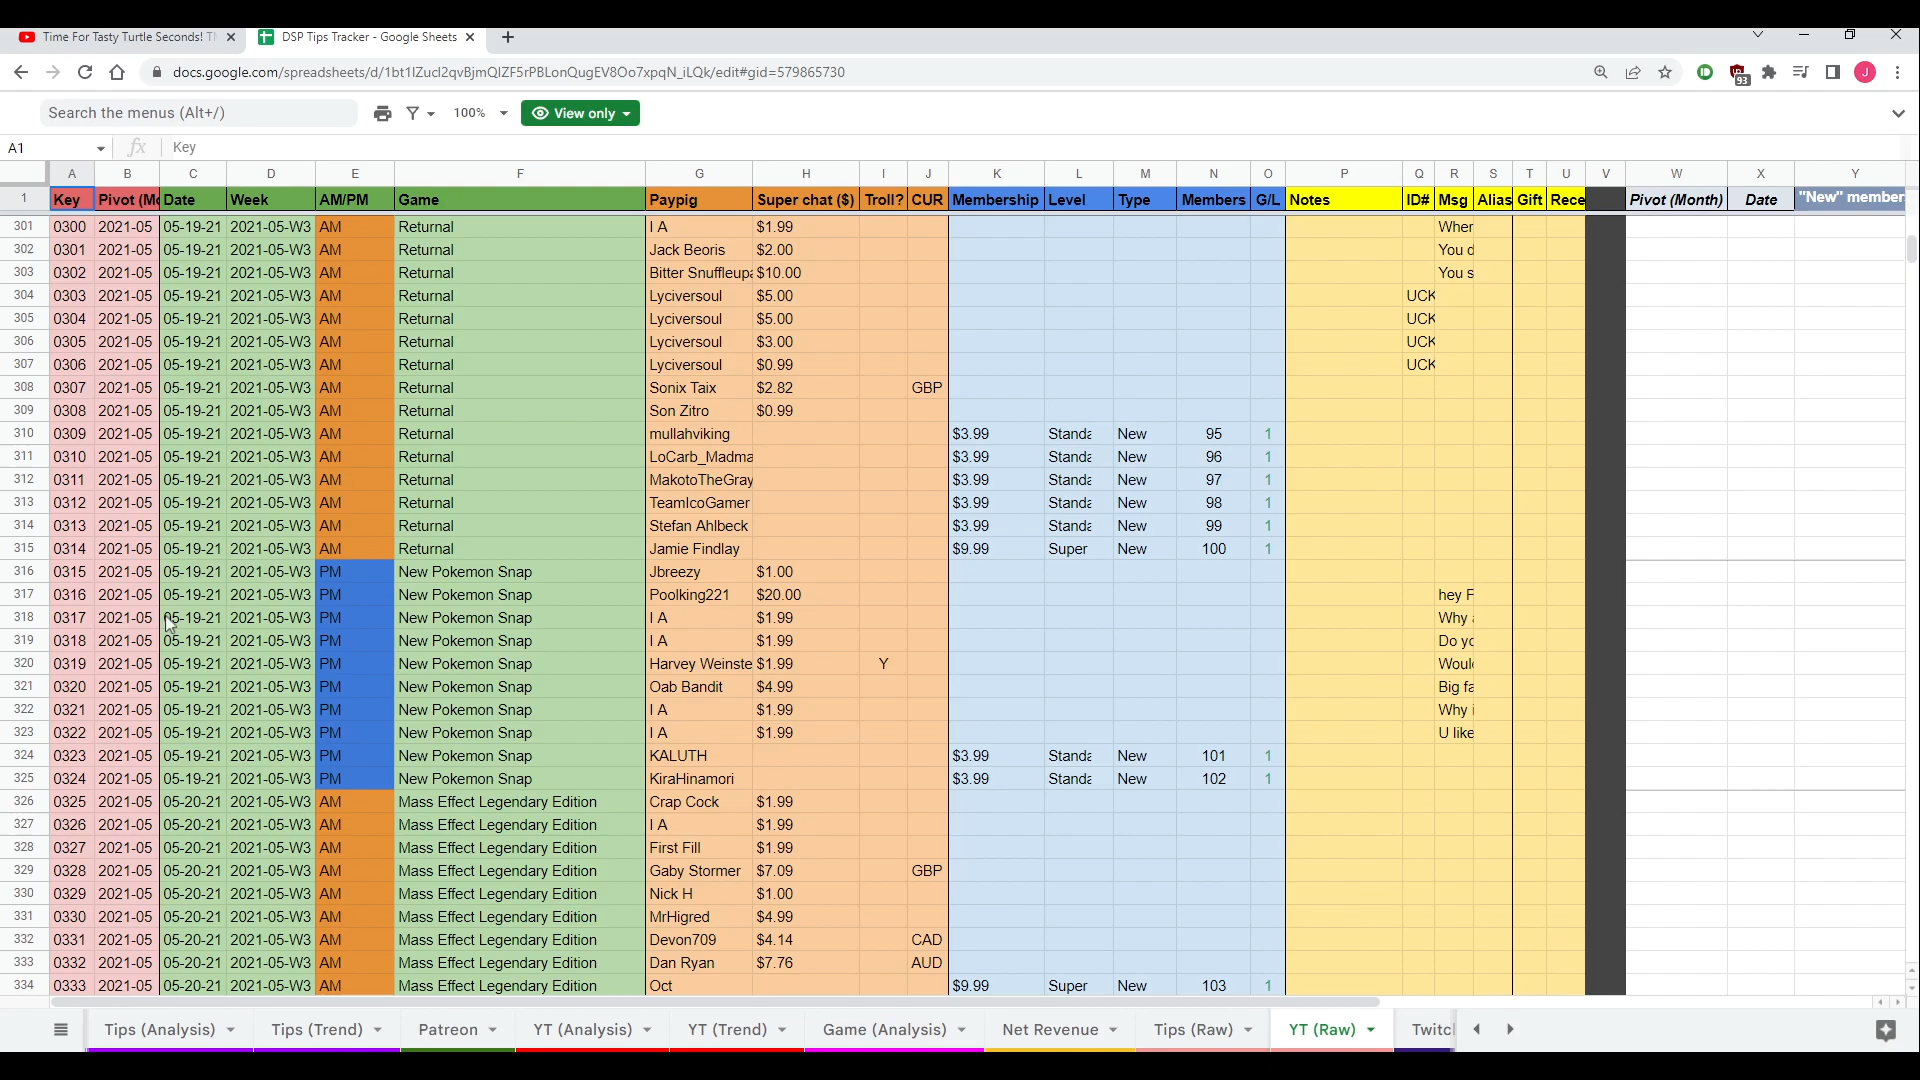 Time For Tasty Turtle Seconds!
DSP Tips Tracker - Google Sheets
docs.google.com/spreadsheets/d/1bt1lZucl2qvBjmQIZF5rPBLonQugEV8Oo7xpqN_iLQk/edit#gid=579865730
93
J
Search the menus (Alt+/)
100%
View only
A1
fx
Key
A B C D E F G H I J K L M N O P Q R S T U V W X Y
1 Key Pivot (Mo Date Week AM/PM Game Paypig Super chat ($) Troll? CUR Membership Level Type Members G/L Notes ID# Msg Alias Gift Rece Pivot (Month) Date "New" member
301 0300 2021-05 05-19-21 2021-05-W3 AM Returnal I A $1.99 Wher
302 0301 2021-05 05-19-21 2021-05-W3 AM Returnal Jack Beoris $2.00 You d
303 0302 2021-05 05-19-21 2021-05-W3 AM Returnal Bitter Snuffleupa $10.00 You s
304 0303 2021-05 05-19-21 2021-05-W3 AM Returnal Lyciversoul $5.00 UCK
305 0304 2021-05 05-19-21 2021-05-W3 AM Returnal Lyciversoul $5.00 UCK
306 0305 2021-05 05-19-21 2021-05-W3 AM Returnal Lyciversoul $3.00 UCK
307 0306 2021-05 05-19-21 2021-05-W3 AM Returnal Lyciversoul $0.99 UCK
308 0307 2021-05 05-19-21 2021-05-W3 AM Returnal Sonix Taix $2.82 GBP
309 0308 2021-05 05-19-21 2021-05-W3 AM Returnal Son Zitro $0.99
310 0309 2021-05 05-19-21 2021-05-W3 AM Returnal mullahviking $3.99 Standa New 95 1
311 0310 2021-05 05-19-21 2021-05-W3 AM Returnal LoCarb_Madma $3.99 Standa New 96 1
312 0311 2021-05 05-19-21 2021-05-W3 AM Returnal MakotoTheGray $3.99 Standa New 97 1
313 0312 2021-05 05-19-21 2021-05-W3 AM Returnal TeamIcoGamer $3.99 Standa New 98 1
314 0313 2021-05 05-19-21 2021-05-W3 AM Returnal Stefan Ahlbeck $3.99 Standa New 99 1
315 0314 2021-05 05-19-21 2021-05-W3 AM Returnal Jamie Findlay $9.99 Super New 100 1
316 0315 2021-05 05-19-21 2021-05-W3 PM New Pokemon Snap Jbreezy $1.00
317 0316 2021-05 05-19-21 2021-05-W3 PM New Pokemon Snap Poolking221 $20.00 hey F
318 0317 2021-05 05-19-21 2021-05-W3 PM New Pokemon Snap I A $1.99 Why
319 0318 2021-05 05-19-21 2021-05-W3 PM New Pokemon Snap I A $1.99 Do yo
320 0319 2021-05 05-19-21 2021-05-W3 PM New Pokemon Snap Harvey Weinste $1.99 Y Woul
321 0320 2021-05 05-19-21 2021-05-W3 PM New Pokemon Snap Oab Bandit $4.99 Big fa
322 0321 2021-05 05-19-21 2021-05-W3 PM New Pokemon Snap I A $1.99 Why i
323 0322 2021-05 05-19-21 2021-05-W3 PM New Pokemon Snap I A $1.99 U like
324 0323 2021-05 05-19-21 2021-05-W3 PM New Pokemon Snap KALUTH $3.99 Standa New 101 1
325 0324 2021-05 05-19-21 2021-05-W3 PM New Pokemon Snap KiraHinamori $3.99 Standa New 102 1
326 0325 2021-05 05-20-21 2021-05-W3 AM Mass Effect Legendary Edition Crap Cock $1.99
327 0326 2021-05 05-20-21 2021-05-W3 AM Mass Effect Legendary Edition I A $1.99
328 0327 2021-05 05-20-21 2021-05-W3 AM Mass Effect Legendary Edition First Fill $1.99
329 0328 2021-05 05-20-21 2021-05-W3 AM Mass Effect Legendary Edition Gaby Stormer $7.09 GBP
330 0329 2021-05 05-20-21 2021-05-W3 AM Mass Effect Legendary Edition Nick H $1.00
331 0330 2021-05 05-20-21 2021-05-W3 AM Mass Effect Legendary Edition MrHigred $4.99
332 0331 2021-05 05-20-21 2021-05-W3 AM Mass Effect Legendary Edition Devon709 $4.14 CAD
333 0332 2021-05 05-20-21 2021-05-W3 AM Mass Effect Legendary Edition Dan Ryan $7.76 AUD
334 0333 2021-05 05-20-21 2021-05-W3 AM Mass Effect Legendary Edition Oct $9.99 Super New 103 1
Tips (Analysis) Tips (Trend) Patreon YT (Analysis) YT (Trend) Game (Analysis) Net Revenue Tips (Raw) YT (Raw) Twitc